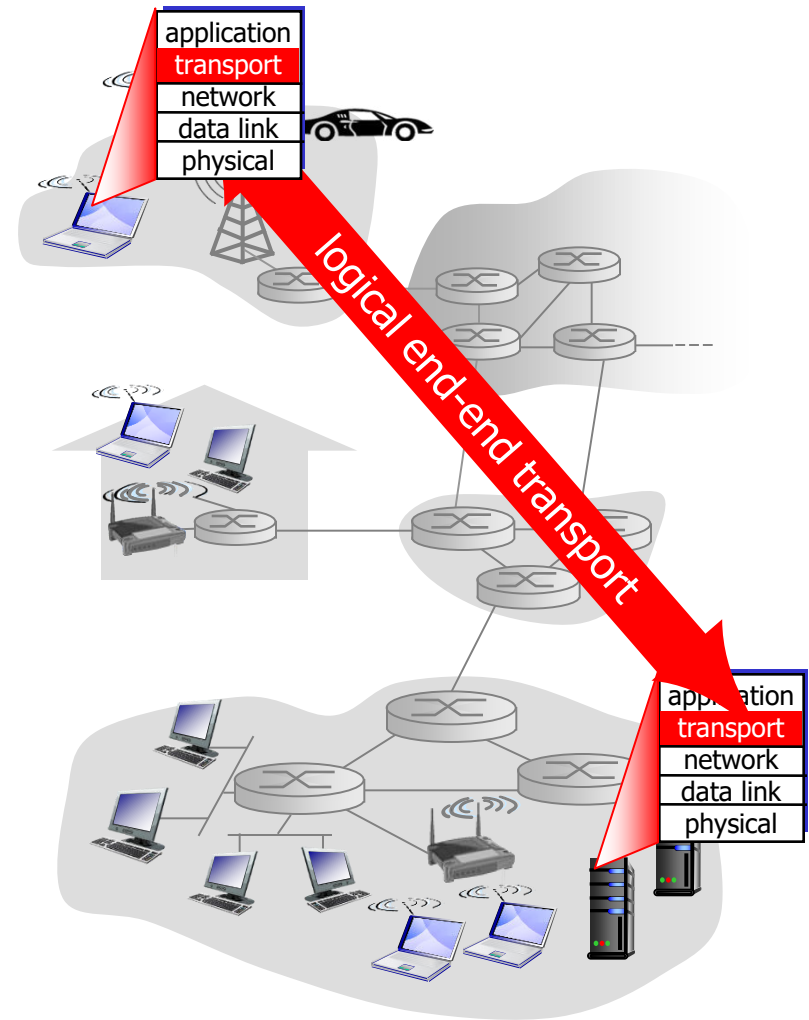 application
transport
network
data link
physical
logical end-end transport
application
transport
network
data link
physical